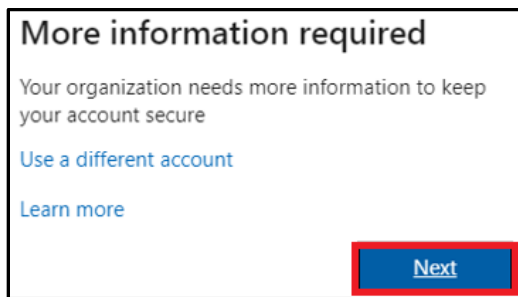 More information required
Your organization needs more information to keep
your account secure
Use a different account
Learn more
Next